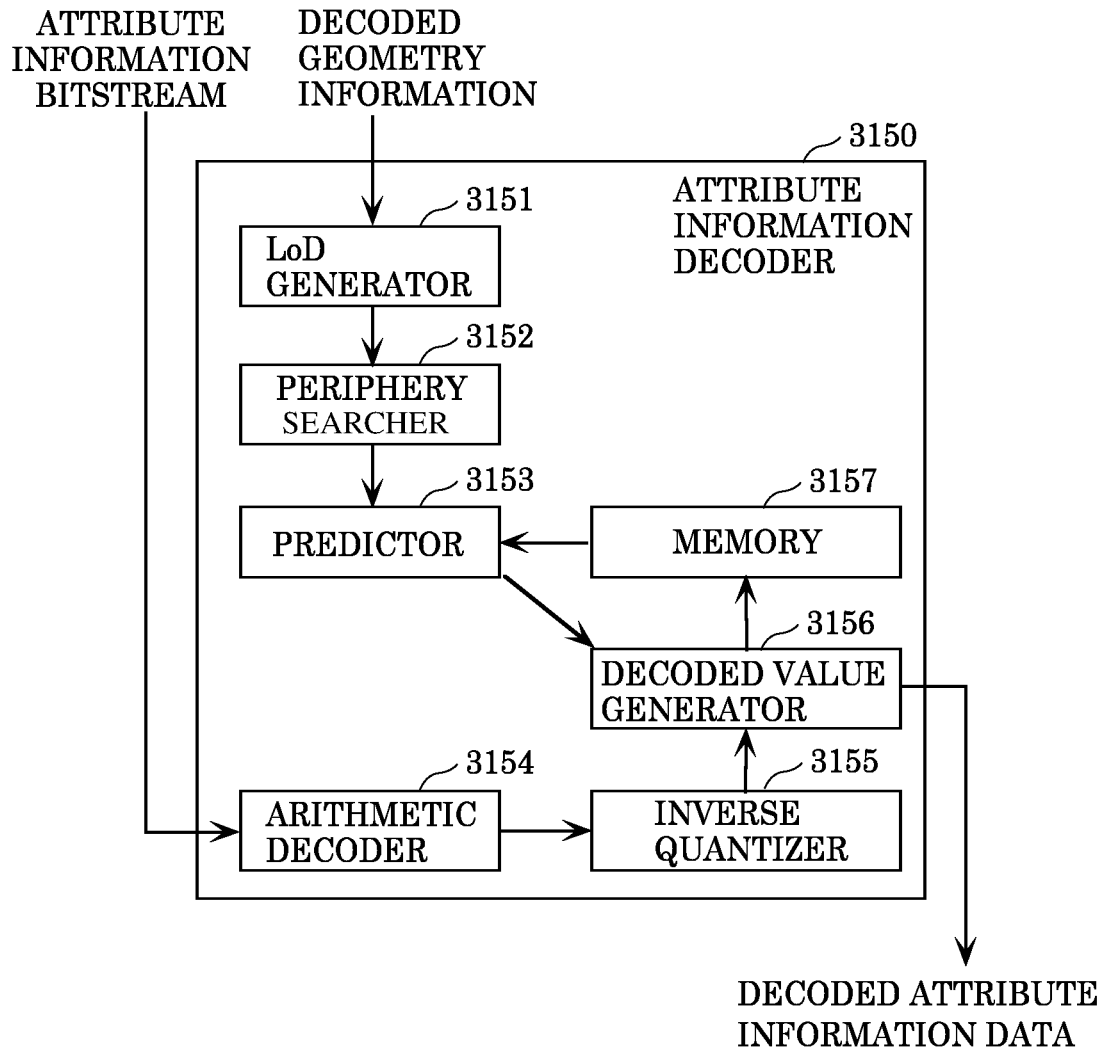 ATTRIBUTE
INFORMATION
BITSTREAM
DECODED
GEOMETRY
INFORMATION
3150
ATTRIBUTE
INFORMATION
DECODER
3151
LoD
GENERATOR
3152
PERIPHERY
SEARCHER
3153
PREDICTOR
3157
MEMORY
3156
DECODED VALUE
GENERATOR
3154
ARITHMETIC
DECODER
3155
INVERSE
QUANTIZER
DECODED ATTRIBUTE
INFORMATION DATA